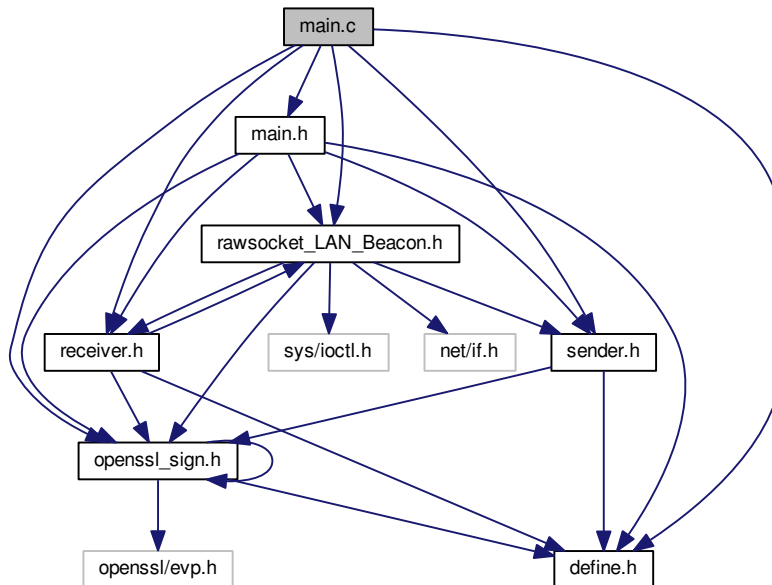 main.c
main.h
rawsocket_LAN_Beacon.h
receiver.h
sys/ioctl.h
net/if.h
sender.h
openssl_sign.h
openssl/evp.h
define.h